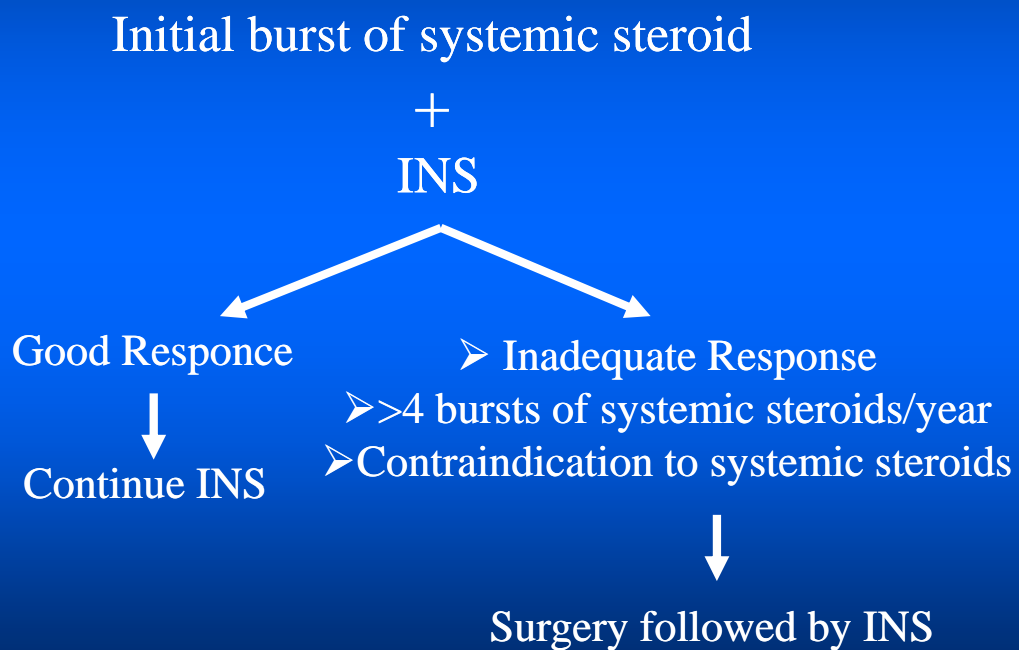 Initial burst of systemic steroid
+
INS
Good Responce
Continue INS
➢ Inadequate Response
➢>4 bursts of systemic steroids/year
➢Contraindication to systemic steroids
Surgery followed by INS